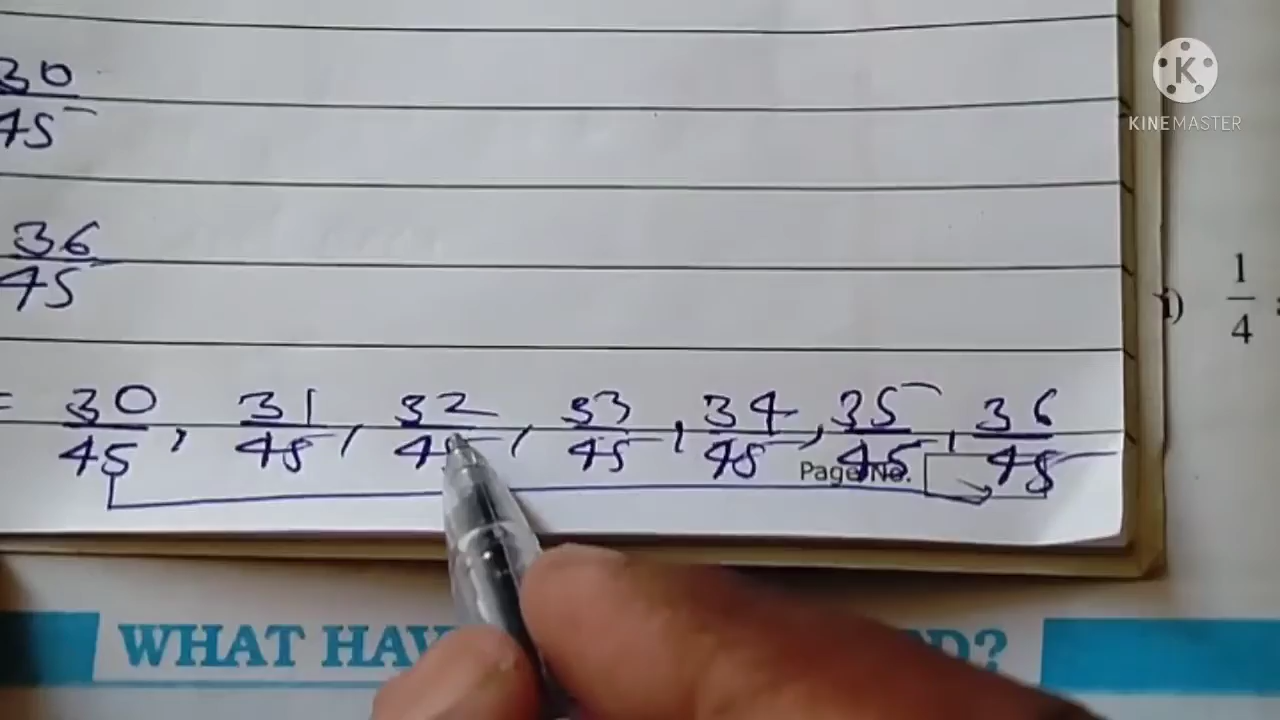 30/45
36/45
= 30/45, 31/45, 32/45, 33/45, 34/45, 35/45, 36/45
Page No.
i) 1/4
WHAT HAV D?
KINEMASTER